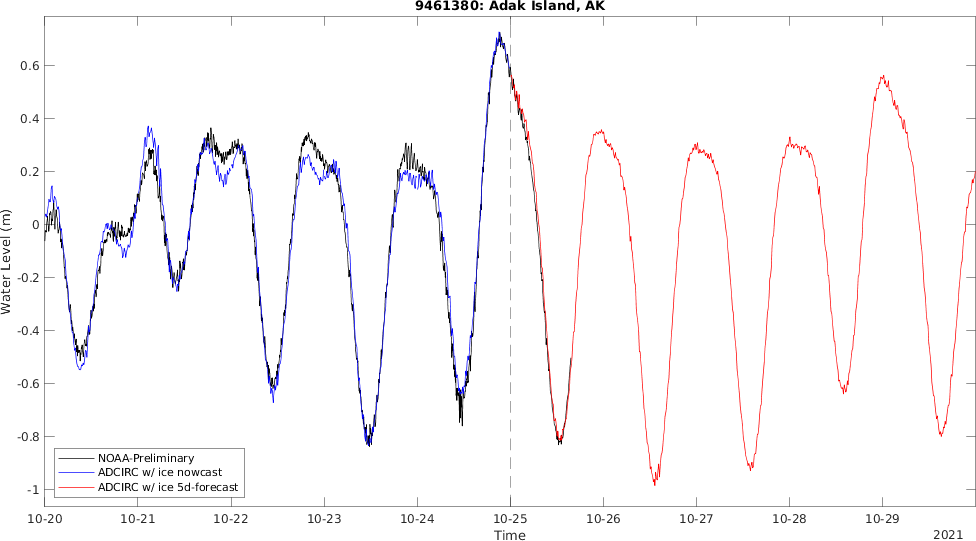 9461380: Adak Island, AK
Water Level (m)
0.6
0.4
0.2
0
-0.2
-0.4
-0.6
-0.8
-1
NOAA-Preliminary
ADCIRC w/ ice nowcast
ADCIRC w/ ice 5d-forecast
10-20 10-21 10-22 10-23 10-24 10-25 10-26 10-27 10-28 10-29
Time
2021